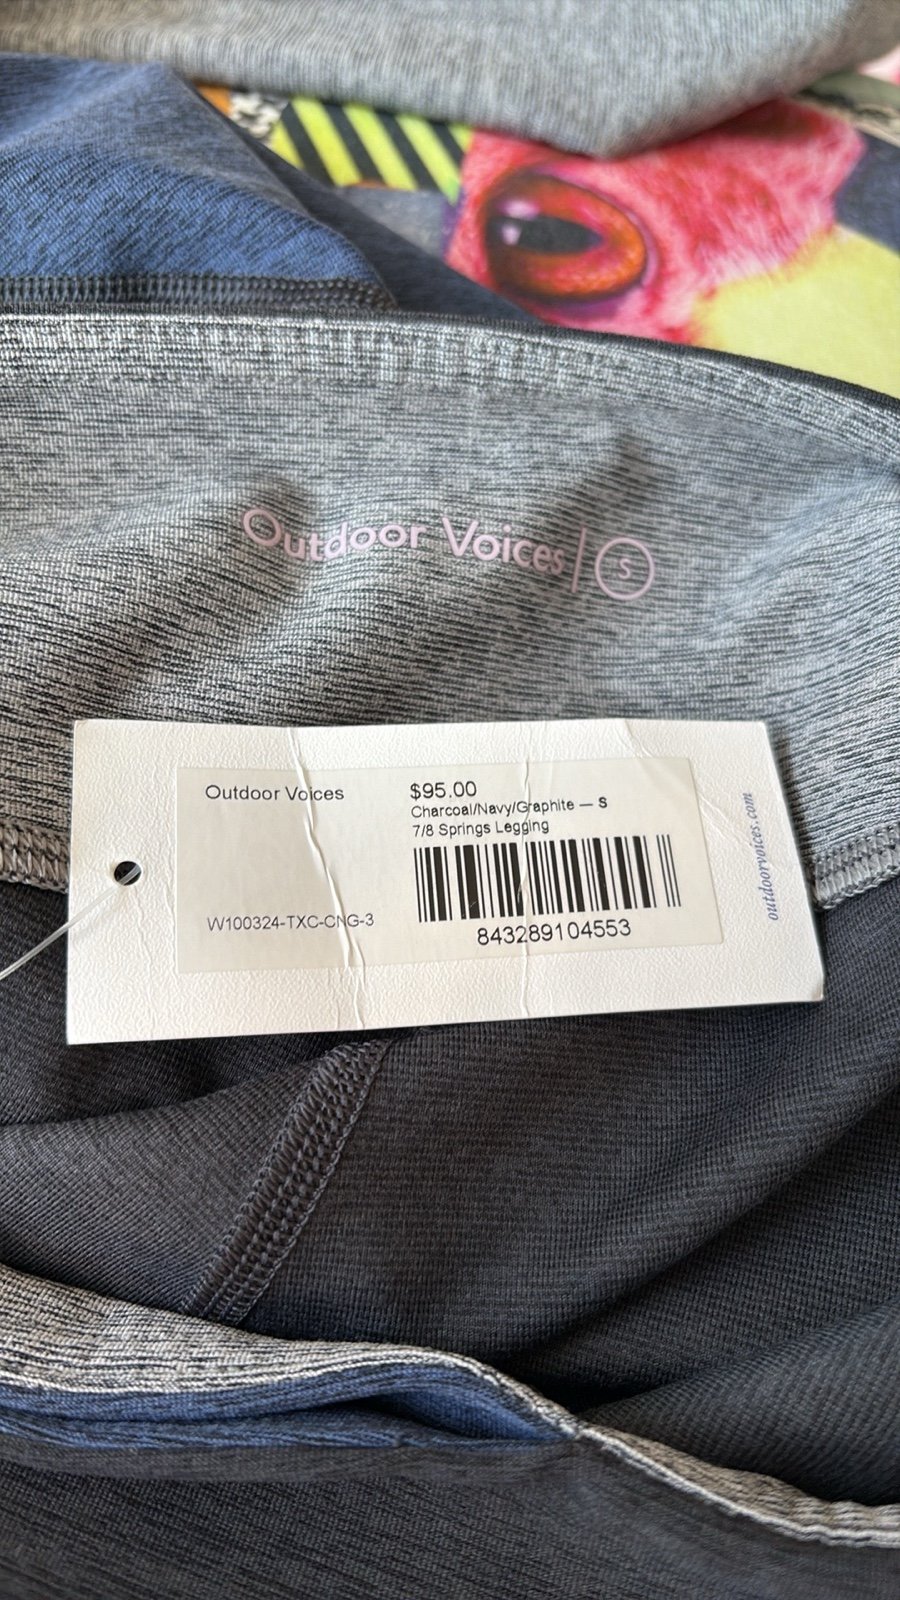 Outdoor Voices | S
Outdoor Voices
$95.00
Charcoal/Navy/Graphite — S
7/8 Springs Legging
W100324-TXC-CNG-3
843289104553
outdoorvoices.com